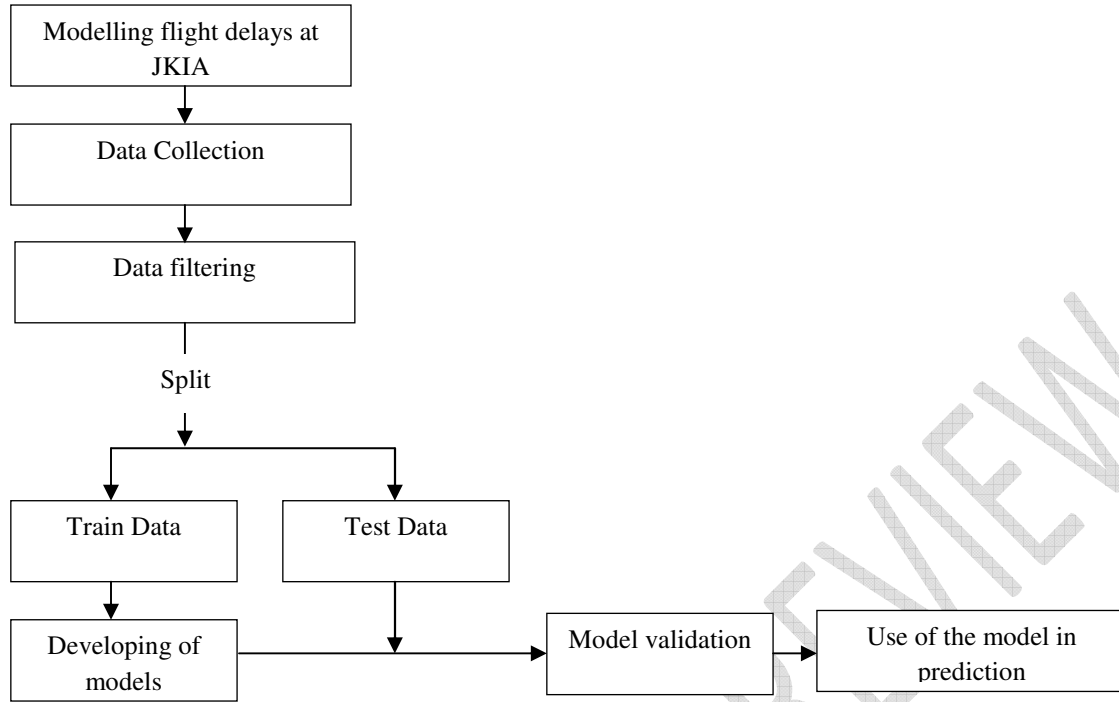 Modelling flight delays at
JKIA
Data Collection
Data filtering
Split
Train Data
Test Data
Developing of
models
Model validation
Use of the model in
prediction
REVIEW